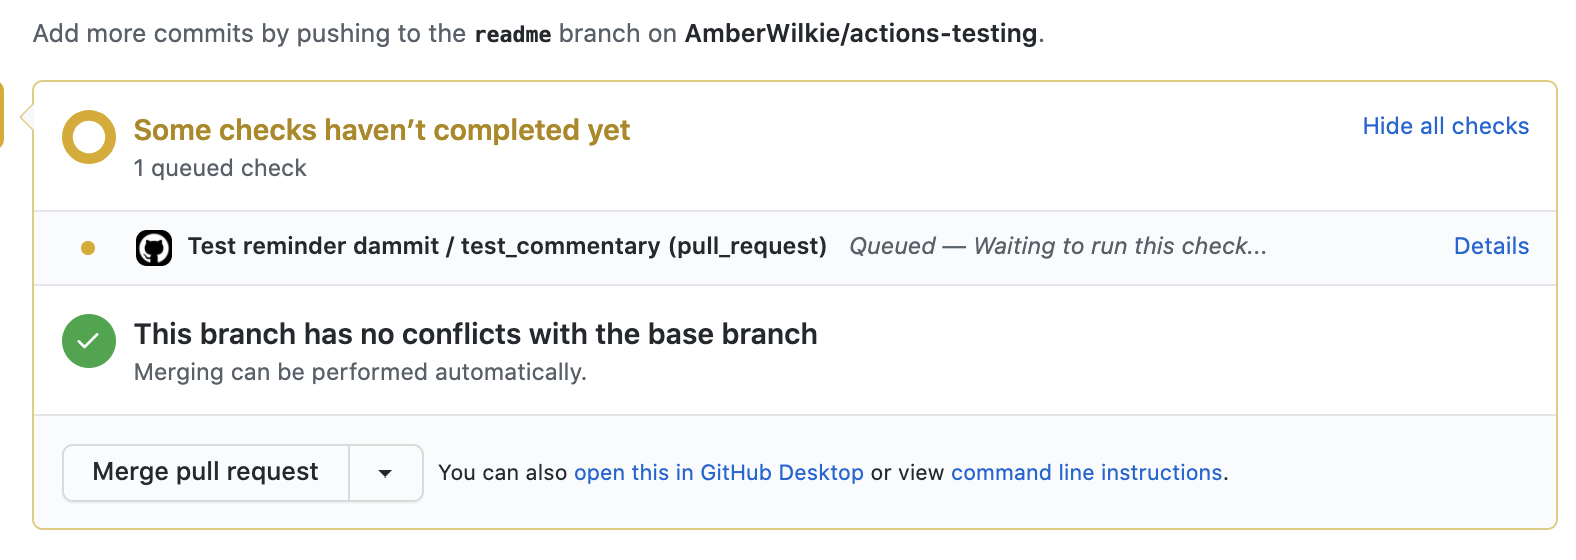 Add more commits by pushing to the readme branch on AmberWilkie/actions-testing.
Some checks haven’t completed yet
Hide all checks
1 queued check
Test reminder dammit / test_commentary (pull_request) Queued — Waiting to run this check... Details
This branch has no conflicts with the base branch
Merging can be performed automatically.
Merge pull request You can also open this in GitHub Desktop or view command line instructions.